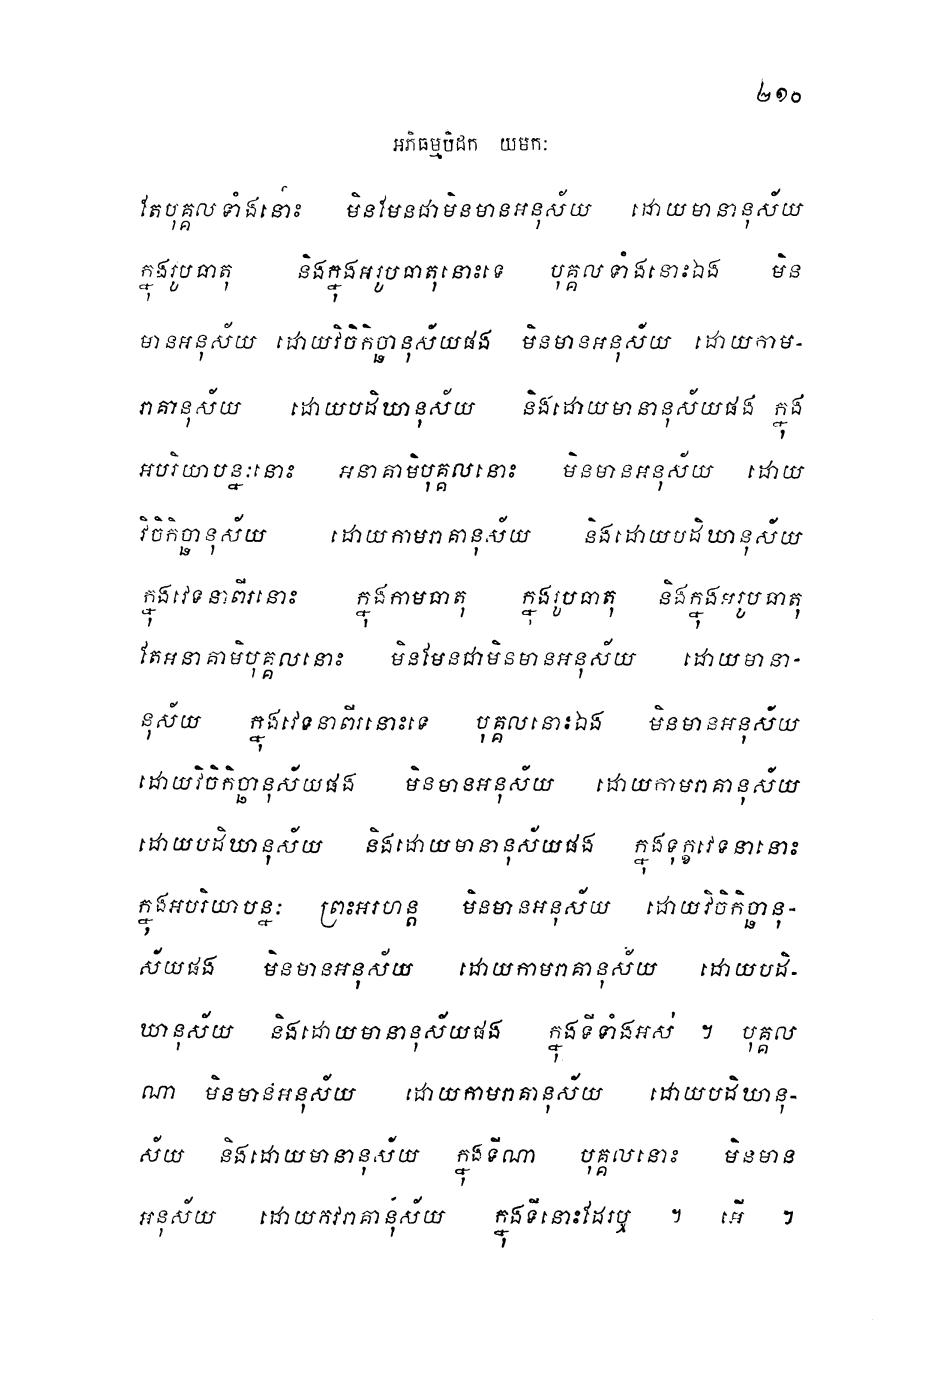 ២១០
អភិធម្មបិដក យមកៈ
តែបុគ្គលទាំងនោះ មិនមែនជាមិនមានអនុស័យ ដោយមានានុស័យ
ក្នុងរូបធាតុ និងក្នុងអរូបធាតុនោះទេ បុគ្គលទាំងនោះឯង មិន
មានអនុស័យ ដោយវិចិកិច្ឆានុស័យផង មិនមានអនុស័យ ដោយកាម-
រាគានុស័យ ដោយបដិឃានុស័យ និងដោយមានានុស័យផង ក្នុង
អបរិយាបន្នៈនោះ អនាគាមិបុគ្គលនោះ មិនមានអនុស័យ ដោយ
វិចិកិច្ឆានុស័យ ដោយកាមរាគានុស័យ និងដោយបដិឃានុស័យ
ក្នុងវេទនាពីរនោះ ក្នុងកាមធាតុ ក្នុងរូបធាតុ និងក្នុងអរូបធាតុ
តែអនាគាមិបុគ្គលនោះ មិនមែនជាមិនមានអនុស័យ ដោយមានា-
នុស័យ ក្នុងវេទនាពីរនោះទេ បុគ្គលនោះឯង មិនមានអនុស័យ
ដោយវិចិកិច្ឆានុស័យផង មិនមានអនុស័យ ដោយកាមរាគានុស័យ
ដោយបដិឃានុស័យ និងដោយមានានុស័យផង ក្នុងទុក្ខវេទនានោះ
ក្នុងអបរិយាបន្នៈ ព្រះអរហន្ត មិនមានអនុស័យ ដោយវិចិកិច្ឆានុ-
ស័យផង មិនមានអនុស័យ ដោយកាមរាគានុស័យ ដោយបដិ-
ឃានុស័យ និងដោយមានានុស័យផង ក្នុងទីទាំងអស់ ។ បុគ្គល
ណា មិនមានអនុស័យ ដោយកាមរាគានុស័យ ដោយបដិឃានុ-
ស័យ និងដោយមានានុស័យ ក្នុងទីណា បុគ្គលនោះ មិនមាន
អនុស័យ ដោយភវរាគានុស័យ ក្នុងទីនោះដែរឬ ។ អើ ។